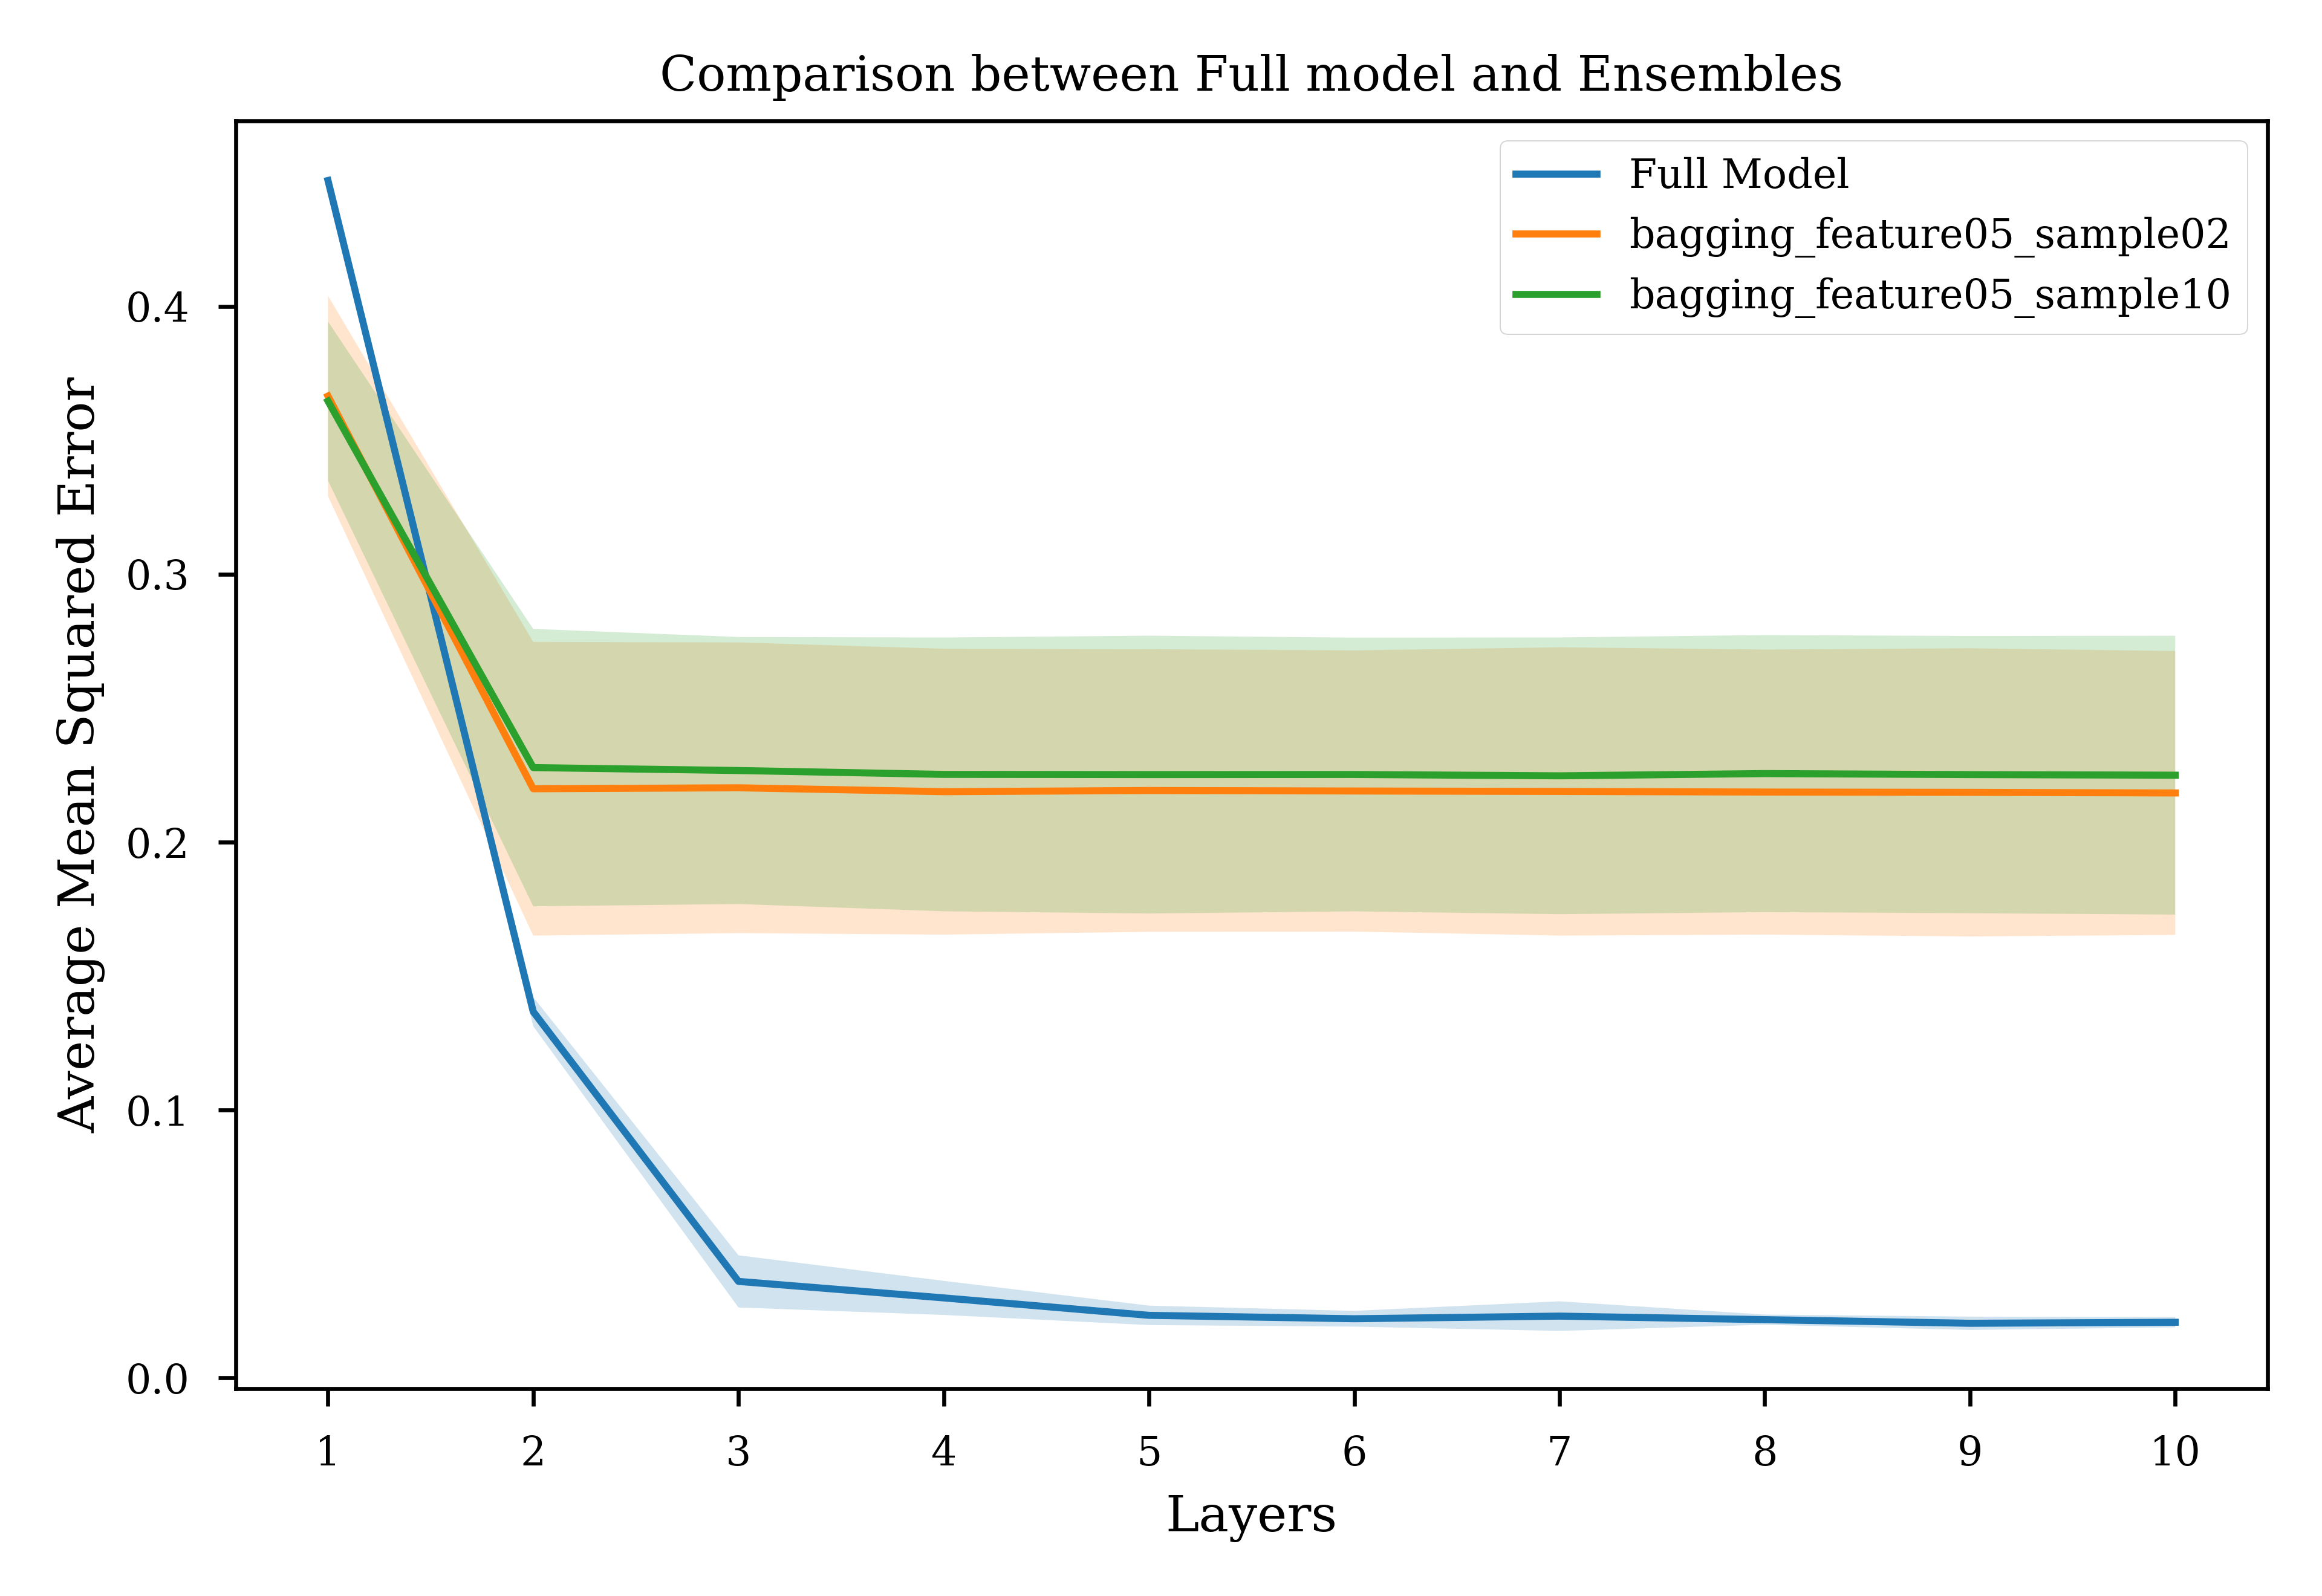 Comparison between Full model and Ensembles
Full Model
bagging_feature05_sample02
bagging_feature05_sample10
Average Mean Squared Error
0.4
0.3
0.2
0.1
0.0
1 2 3 4 5 6 7 8 9 10
Layers